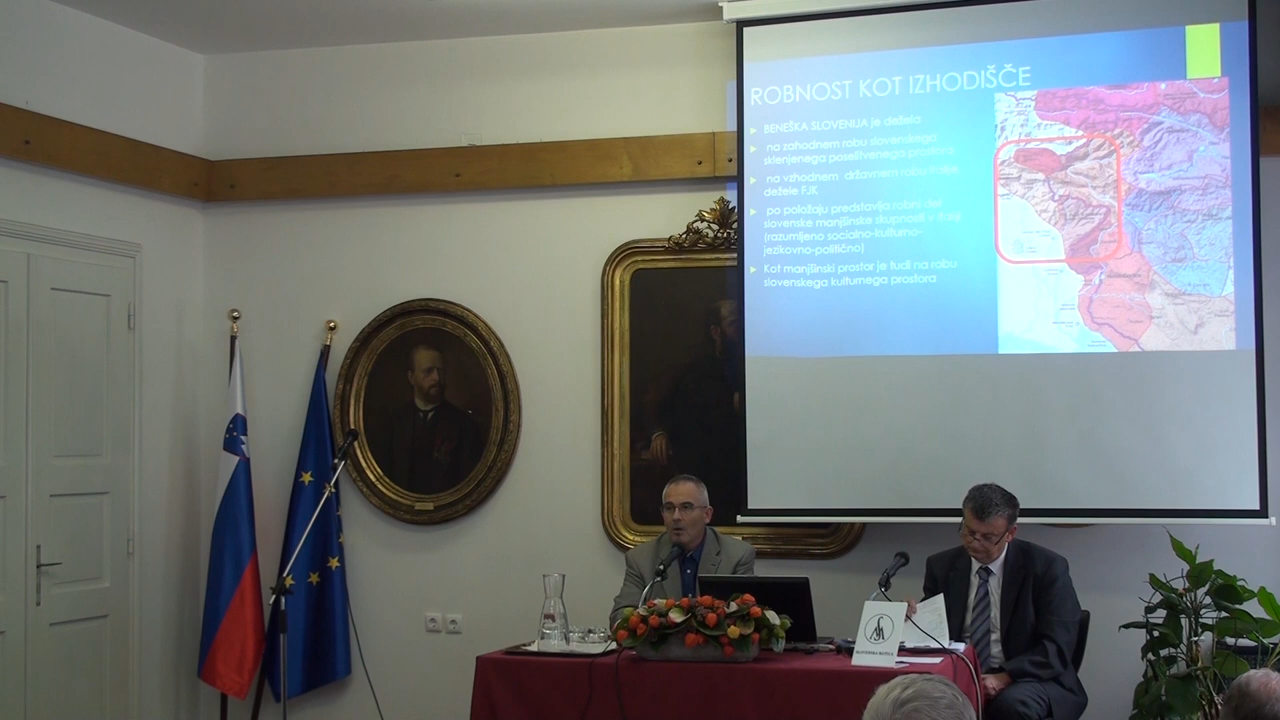 ROBNOST KOT IZHODIŠČE
BENEŠKA SLOVENIJA je dežela
na zahodnem robu slovenskega
sklenjenega poselitvenega prostora
na vzhodnem državnem robu
dežele FJK
po položaju predstavlja robni del
slovenske manjšinske skupnosti v Italiji
(razumljeno socialno-kulturno-
jezikovno-politično)
Kot manjšinski prostor je tudi na robu
slovenskega kulturnega prostora
SLOVENSKA MATICA